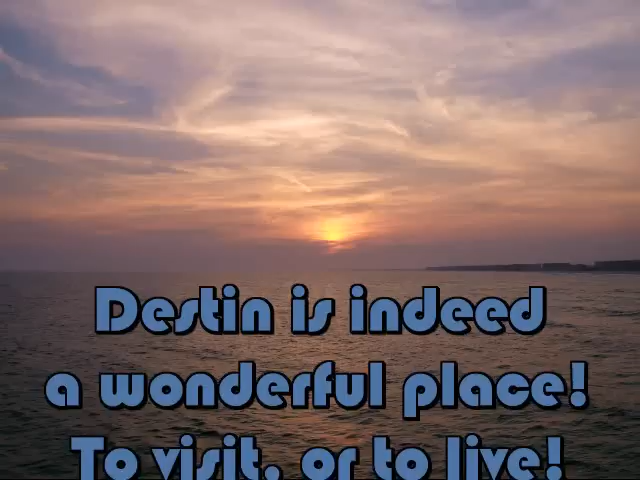 Destin is indeed
a wonderful place!
To visit, or to live!